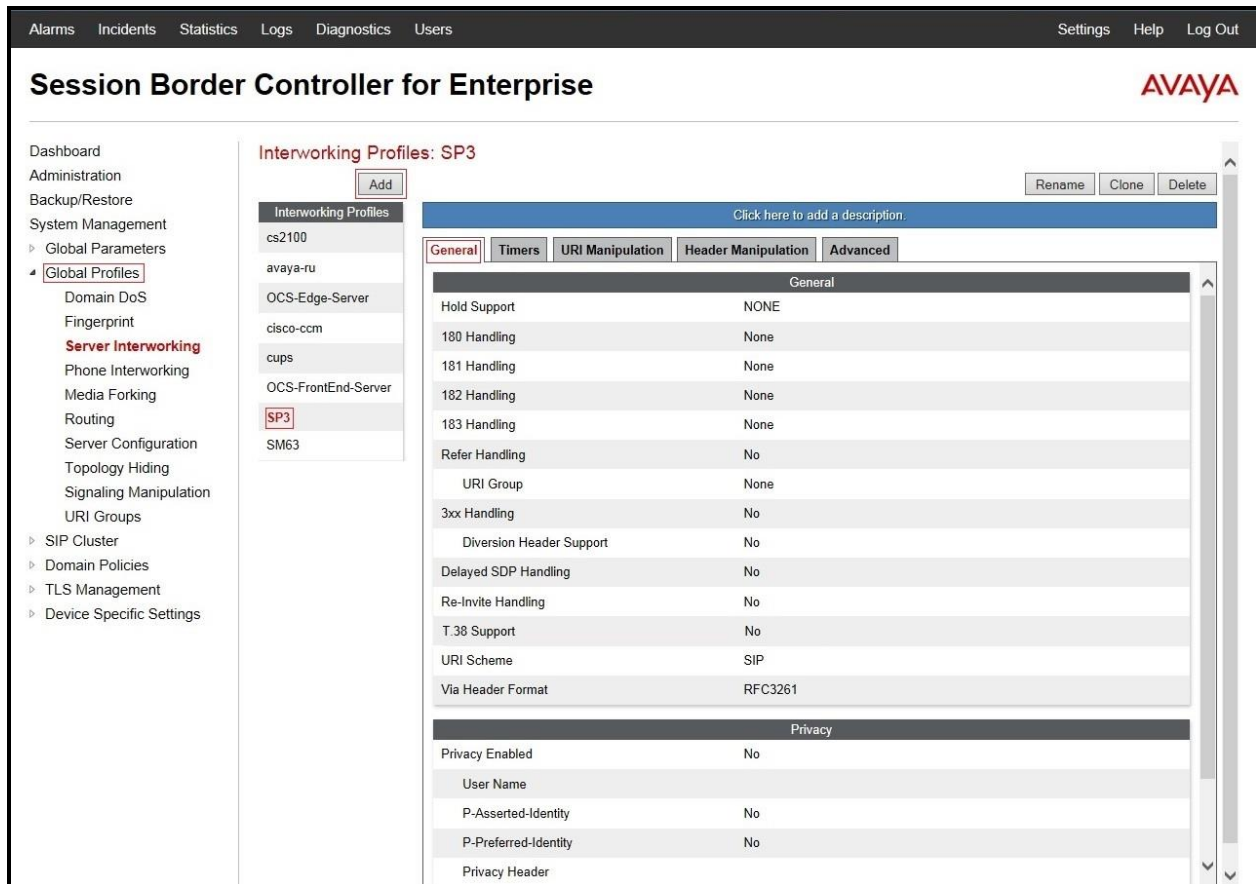 Alarms Incidents Statistics Logs Diagnostics Users Settings Help Log Out
Session Border Controller for Enterprise
AVAYA
Dashboard
Administration
Backup/Restore
System Management
Global Parameters
Global Profiles
Domain DoS
Fingerprint
Server Interworking
Phone Interworking
Media Forking
Routing
Server Configuration
Topology Hiding
Signaling Manipulation
URI Groups
SIP Cluster
Domain Policies
TLS Management
Device Specific Settings
Interworking Profiles: SP3
Add
Rename Clone Delete
Interworking Profiles
cs2100
avaya-ru
OCS-Edge-Server
cisco-ccm
cups
OCS-FrontEnd-Server
SP3
SM63
Click here to add a description.
General Timers URI Manipulation Header Manipulation Advanced
General
Hold Support NONE
180 Handling None
181 Handling None
182 Handling None
183 Handling None
Refer Handling No
URI Group None
3xx Handling No
Diversion Header Support No
Delayed SDP Handling No
Re-Invite Handling No
T.38 Support No
URI Scheme SIP
Via Header Format RFC3261
Privacy
Privacy Enabled No
User Name
P-Asserted-Identity No
P-Preferred-Identity No
Privacy Header